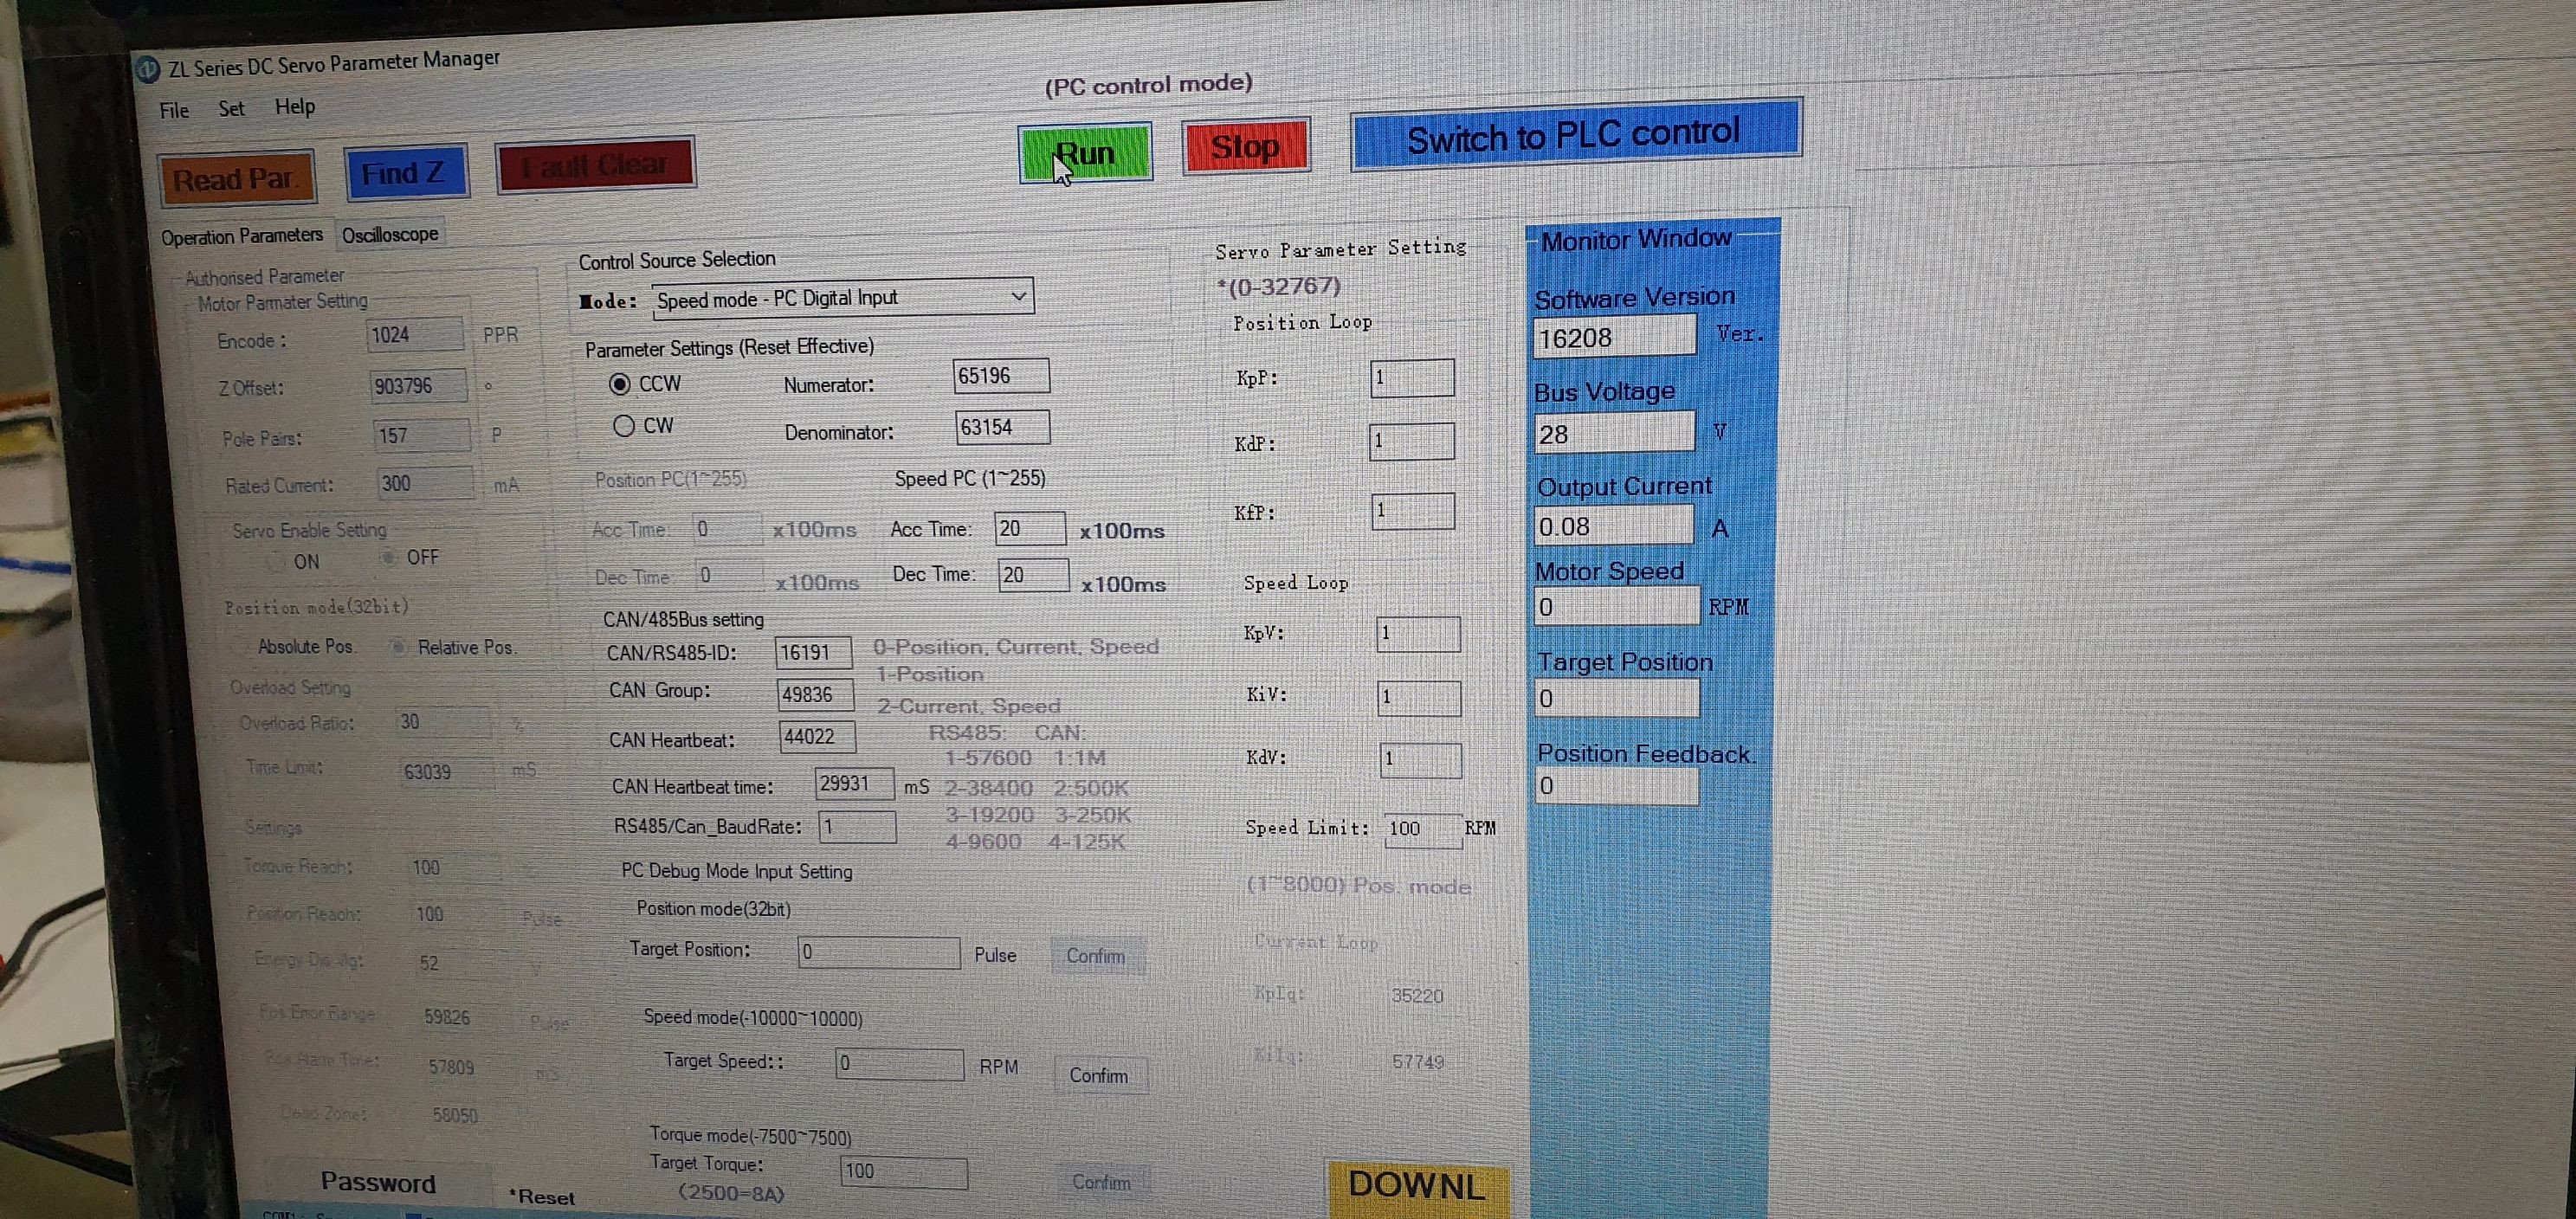 ZL Series DC Servo Parameter Manager
File Set Help
(PC control mode)
Read Par. Find Z Fault Clear Run Stop Switch to PLC control
Operation Parameters Oscilloscope
Authorised Parameter
Motor Parmater Setting
Encode : 1024 PPR
Z Offset: 903796 °
Pole Pairs: 157 P
Rated Current: 300 mA
Servo Enable Setting
ON OFF
Position mode(32bit)
Absolute Pos. Relative Pos.
Overload Setting
Overload Ratio: 30 %
Time Limit: 63039 mS
Settings
Torque Reach: 100
Position Reach: 100 Pulse
Energy Dis. Vlg: 52 V
Pos Error Range: 59826 Pulse
Pos Alarm Time: 57809 mS
Dead Zone: 58050
Password
*Reset
Control Source Selection
Mode: Speed mode - PC Digital Input
Parameter Settings (Reset Effective)
CCW Numerator: 65196
CW Denominator: 63154
Position PC(1~255) Speed PC (1~255)
Acc Time: 0 x100ms Acc Time: 20 x100ms
Dec Time: 0 x100ms Dec Time: 20 x100ms
CAN/485Bus setting
CAN/RS485-ID: 16191 0-Position, Current, Speed
1-Position
CAN Group: 49836 2-Current, Speed
RS485: CAN:
CAN Heartbeat: 44022 1-57600 1:1M
CAN Heartbeat time: 29931 mS 2-38400 2:500K
3-19200 3-250K
RS485/Can_BaudRate: 1 4-9600 4-125K
PC Debug Mode Input Setting
Position mode(32bit)
Target Position: 0 Pulse Confirm
Speed mode(-10000~10000)
Target Speed:: 0 RPM Confirm
Torque mode(-7500~7500)
Target Torque: 100 Confirm
(2500=8A)
Servo Parameter Setting
*(0-32767)
Position Loop
KpP: 1
KdP: 1
KfP: 1
Speed Loop
KpV: 1
KiV: 1
KdV: 1
Speed Limit: 100 RPM
(1~8000) Pos. mode
Current Loop
KpIq: 35220
KiIq: 57749
DOWNL
Monitor Window
Software Version
16208 Ver.
Bus Voltage
28 V
Output Current
0.08 A
Motor Speed
0 RPM
Target Position
0
Position Feedback.
0